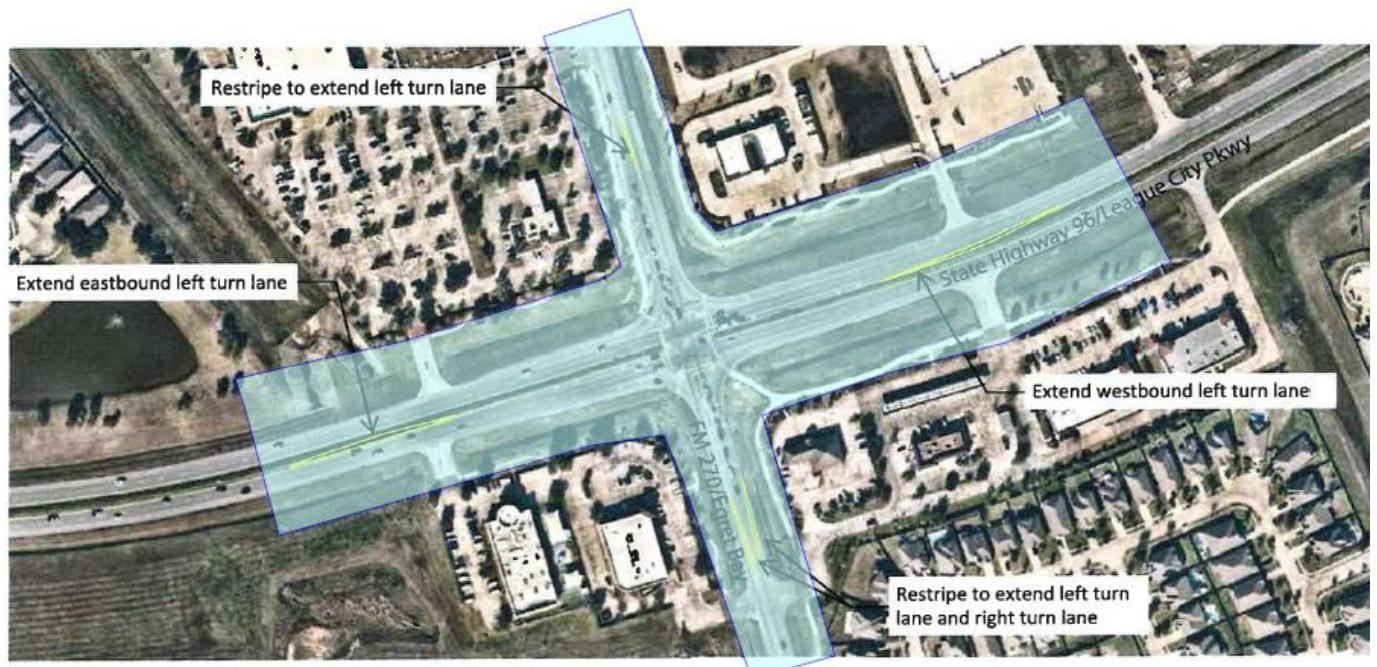 Restripe to extend left turn lane
State Highway 96/League City Pkwy
Extend eastbound left turn lane
Extend westbound left turn lane
FM 270/Egret Bay
Restripe to extend left turn
lane and right turn lane